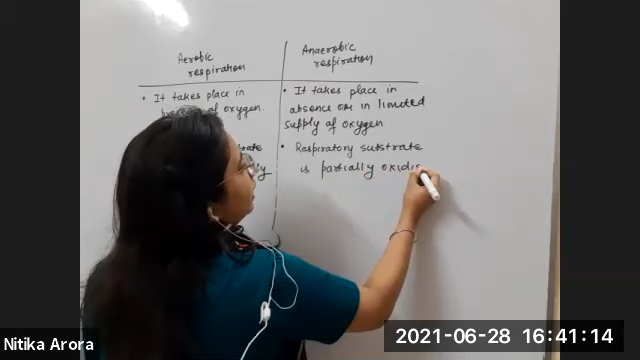 Aerobic
respiration
Anaerobic
respiration
• It takes place in
of oxygen.
• It takes place in
absence or in limited
supply of oxygen
• Respiratory substrate
is partially oxidi
Nitika Arora
2021-06-28 16:41:14